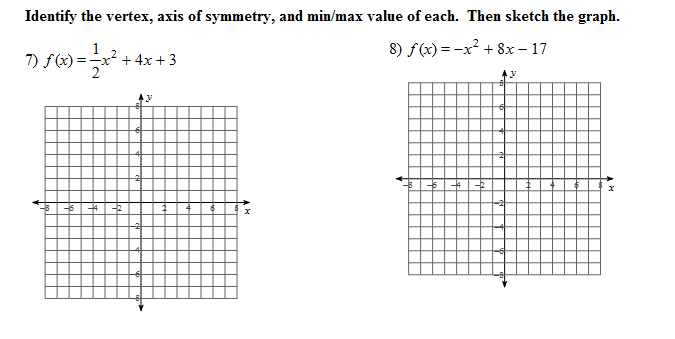 Identify the vertex, axis of symmetry, and min/max value of each. Then sketch the graph.
7) f(x) = 1/2 x² + 4x + 3
8) f(x) = −x² + 8x − 17
y
8
6
4
2
−8 −6 −4 −2 2 4 6 8 x
−2
−4
−6
−8
y
8
6
4
2
−8 −6 −4 −2 2 4 6 8 x
−2
−4
−6
−8